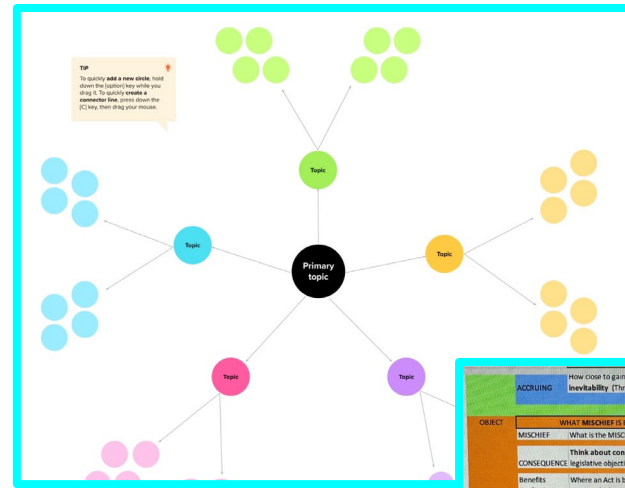 TIP
To quickly add a new circle, hold
down the [option] key while you
drag it. To quickly create a
connector line, press down the
[C] key, then drag your mouse.
Topic
Topic
Topic
Primary
topic
Topic
Topic
How close to gain
ACCRUING inevitability (Thr
OBJECT WHAT MISCHIEF IS
MISCHIEF What is the MISC
Think about con
CONSEQUENCE legislative objecti
Benefits Where an Act is b